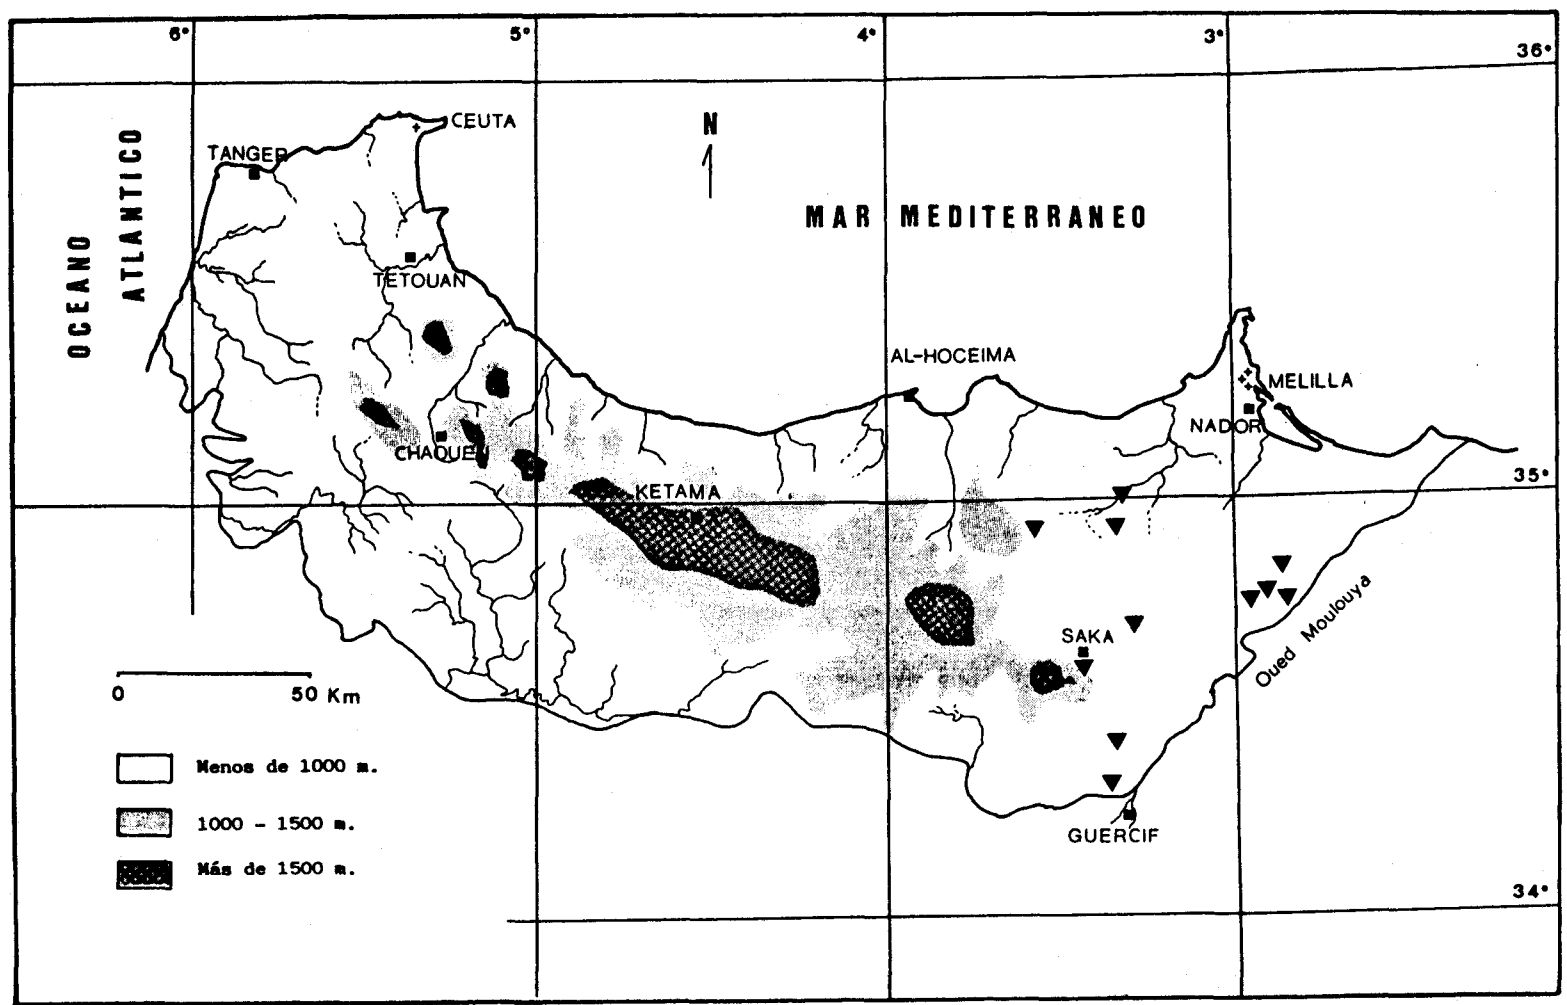 6°
5°
4°
3°
36°
CEUTA
TANGER
N
OCEANO
ATLANTICO
MAR MEDITERRANEO
TETOUAN
AL-HOCEIMA
MELILLA
NADOR
CHAOUEN
KETAMA
35°
SAKA
Oued Moulouya
0 50 Km
Menos de 1000 m.
1000 - 1500 m.
Más de 1500 m.
GUERCIF
34°